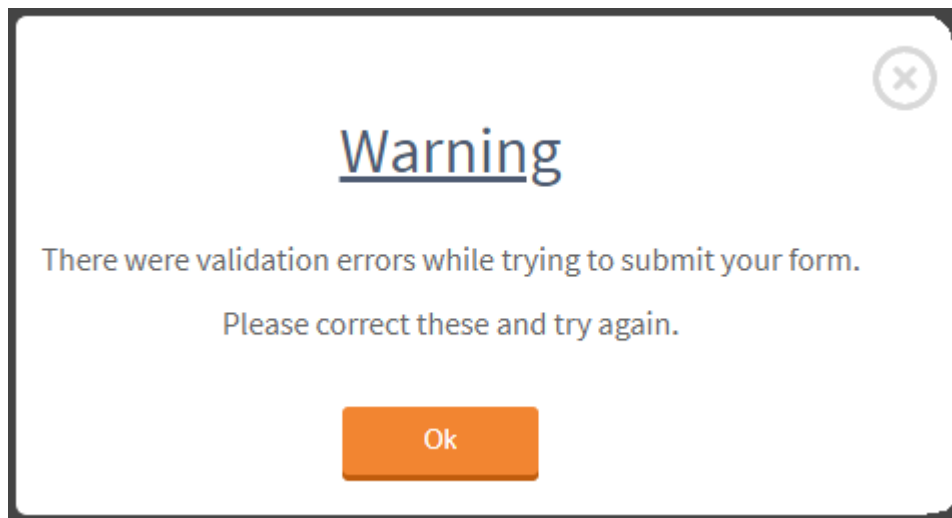 Warning
There were validation errors while trying to submit your form.
Please correct these and try again.
Ok